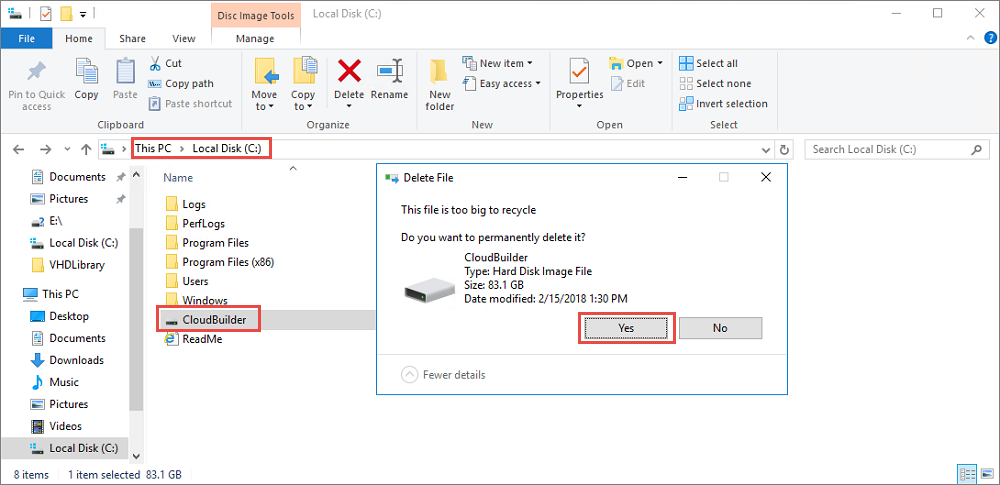 Disc Image Tools
Local Disk (C:)
File
Home
Share
View
Manage
Pin to Quick access
Copy
Paste
Cut
Copy path
Paste shortcut
Clipboard
Move to
Copy to
Delete
Rename
Organize
New folder
New item
Easy access
New
Properties
Open
Edit
Open
Select all
Select none
Invert selection
Select
This PC
Local Disk (C:)
Search Local Disk (C:)
Documents
Pictures
E:\
Local Disk (C:)
VHDLibrary
This PC
Desktop
Documents
Downloads
Music
Pictures
Videos
Local Disk (C:)
Name
Logs
PerfLogs
Program Files
Program Files (x86)
Users
Windows
CloudBuilder
ReadMe
Delete File
This file is too big to recycle
Do you want to permanently delete it?
CloudBuilder
Type: Hard Disk Image File
Size: 83.1 GB
Date modified: 2/15/2018 1:30 PM
Yes
No
Fewer details
8 items
1 item selected 83.1 GB